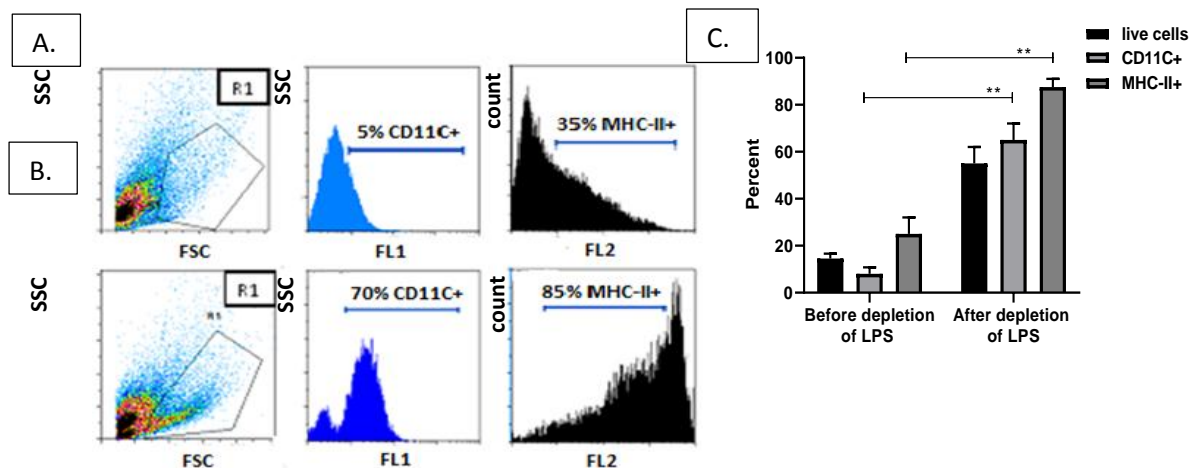 A.
SSC
R1
FSC
SSC
5% CD11C+
FL1
count
35% MHC-II+
FL2
B.
SSC
R1
R1
FSC
SSC
70% CD11C+
FL1
count
85% MHC-II+
FL2
C.
live cells
CD11C+
MHC-II+
Percent
100
80
60
40
20
0
**
**
Before depletion
of LPS
After depletion
of LPS